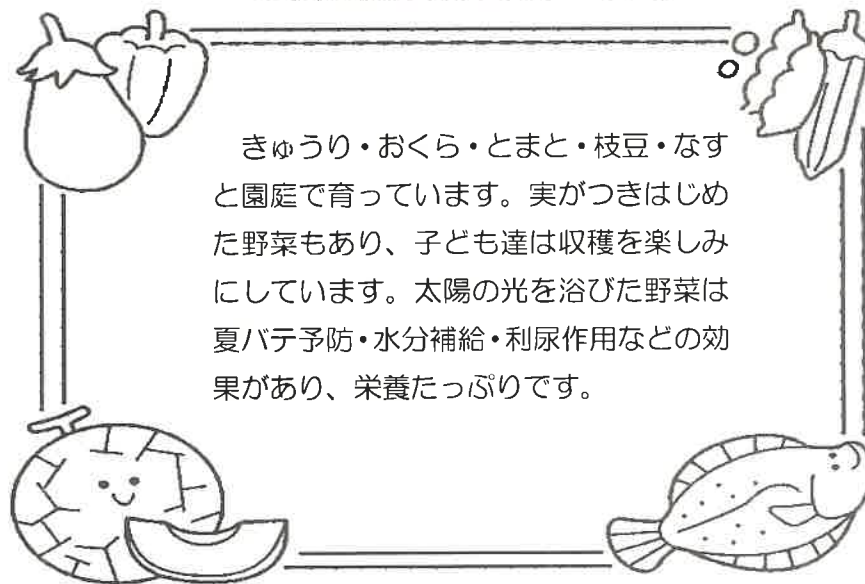 きゅうり・おくら・とまと・枝豆・なす
と園庭で育っています。実がつきはじめ
た野菜もあり、子ども達は収穫を楽しみ
にしています。太陽の光を浴びた野菜は
夏バテ予防・水分補給・利尿作用などの効
果があり、栄養たっぷりです。